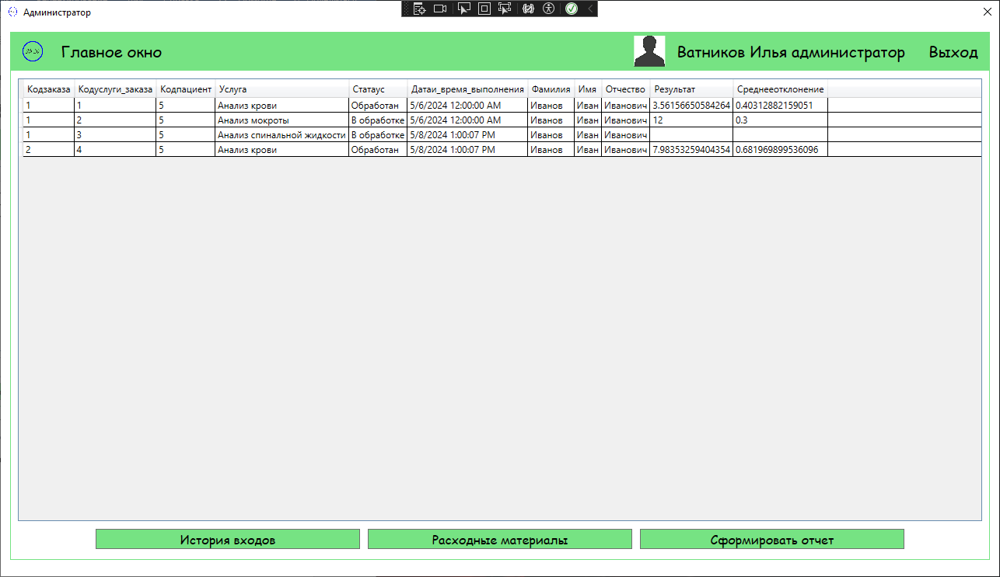 Администратор
Главное окно
Ватников Илья администратор
Выход
Кодзаказа Кодуслуги_заказа Кодпациент Услуга Статаус Датаи_время_выполнения Фамилия Имя Отчество Результат Среднееотклонение
1 1 5 Анализ крови Обработан 5/6/2024 12:00:00 AM Иванов Иван Иванович 3.56156650584264 0.40312882159051
1 2 5 Анализ мокроты В обработке 5/6/2024 12:00:00 AM Иванов Иван Иванович 12 0.3
1 3 5 Анализ спинальной жидкости В обработке 5/8/2024 1:00:07 PM Иванов Иван Иванович
2 4 5 Анализ крови Обработан 5/8/2024 1:00:07 PM Иванов Иван Иванович 7.98353259404354 0.681969899536096
История входов
Расходные материалы
Сформировать отчет